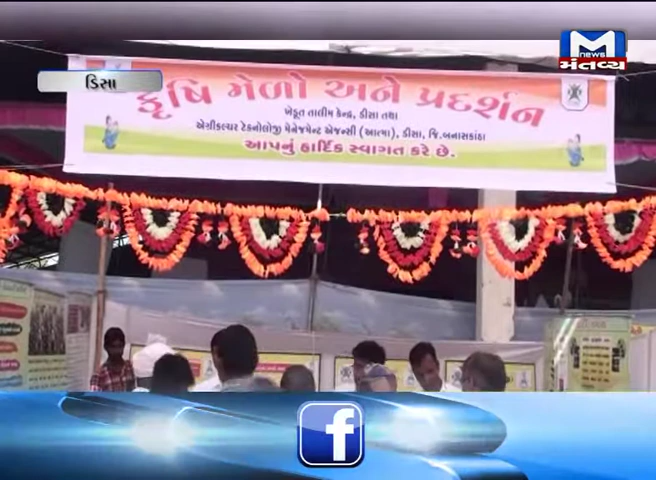 M
news
મંતવ્ય
ડિસા
કૃષિ મેળો અને પ્રદર્શન
ખેડૂત તાલીમ કેન્દ્ર, ડીસા તથા
એગ્રીકલ્ચર ટેકનોલોજી મેનેજમેન્ટ એજન્સી (આત્મા), ડીસા, જિ.બનાસકાંઠા
આપનું હાર્દિક સ્વાગત કરે છે.
f